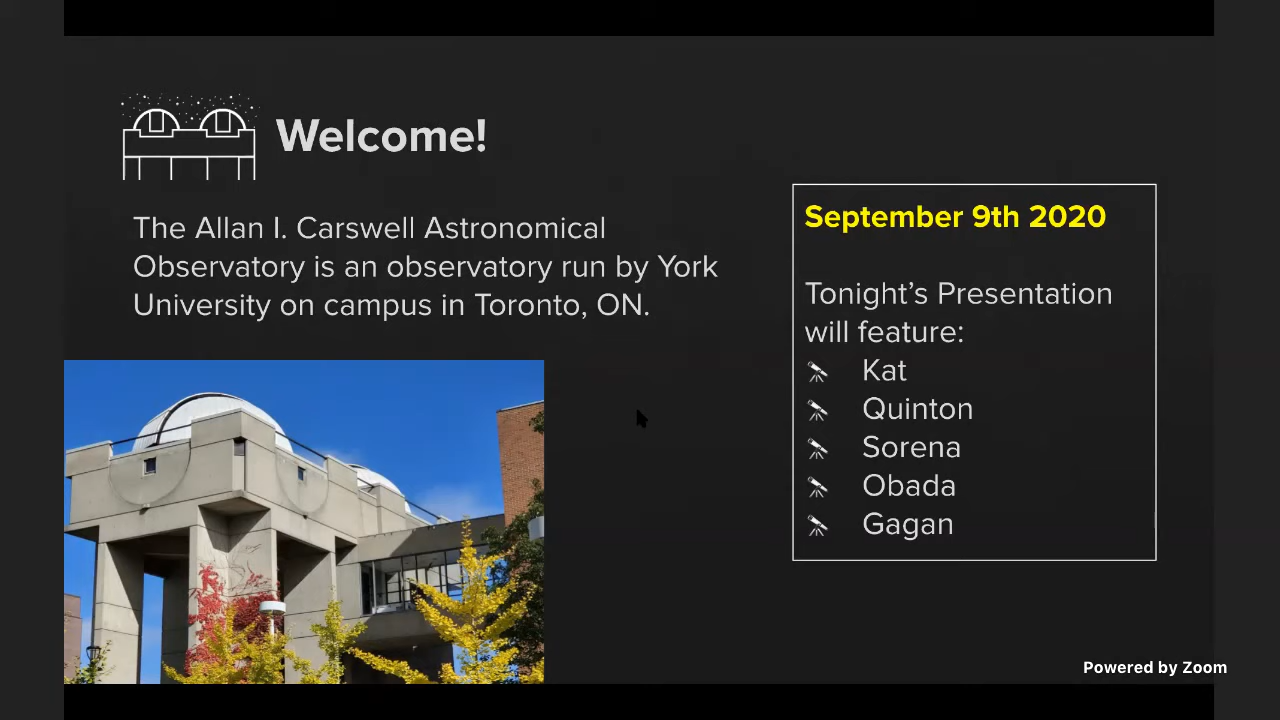 Welcome!
The Allan I. Carswell Astronomical
Observatory is an observatory run by York
University on campus in Toronto, ON.
September 9th 2020
Tonight’s Presentation
will feature:
Kat
Quinton
Sorena
Obada
Gagan
Powered by Zoom